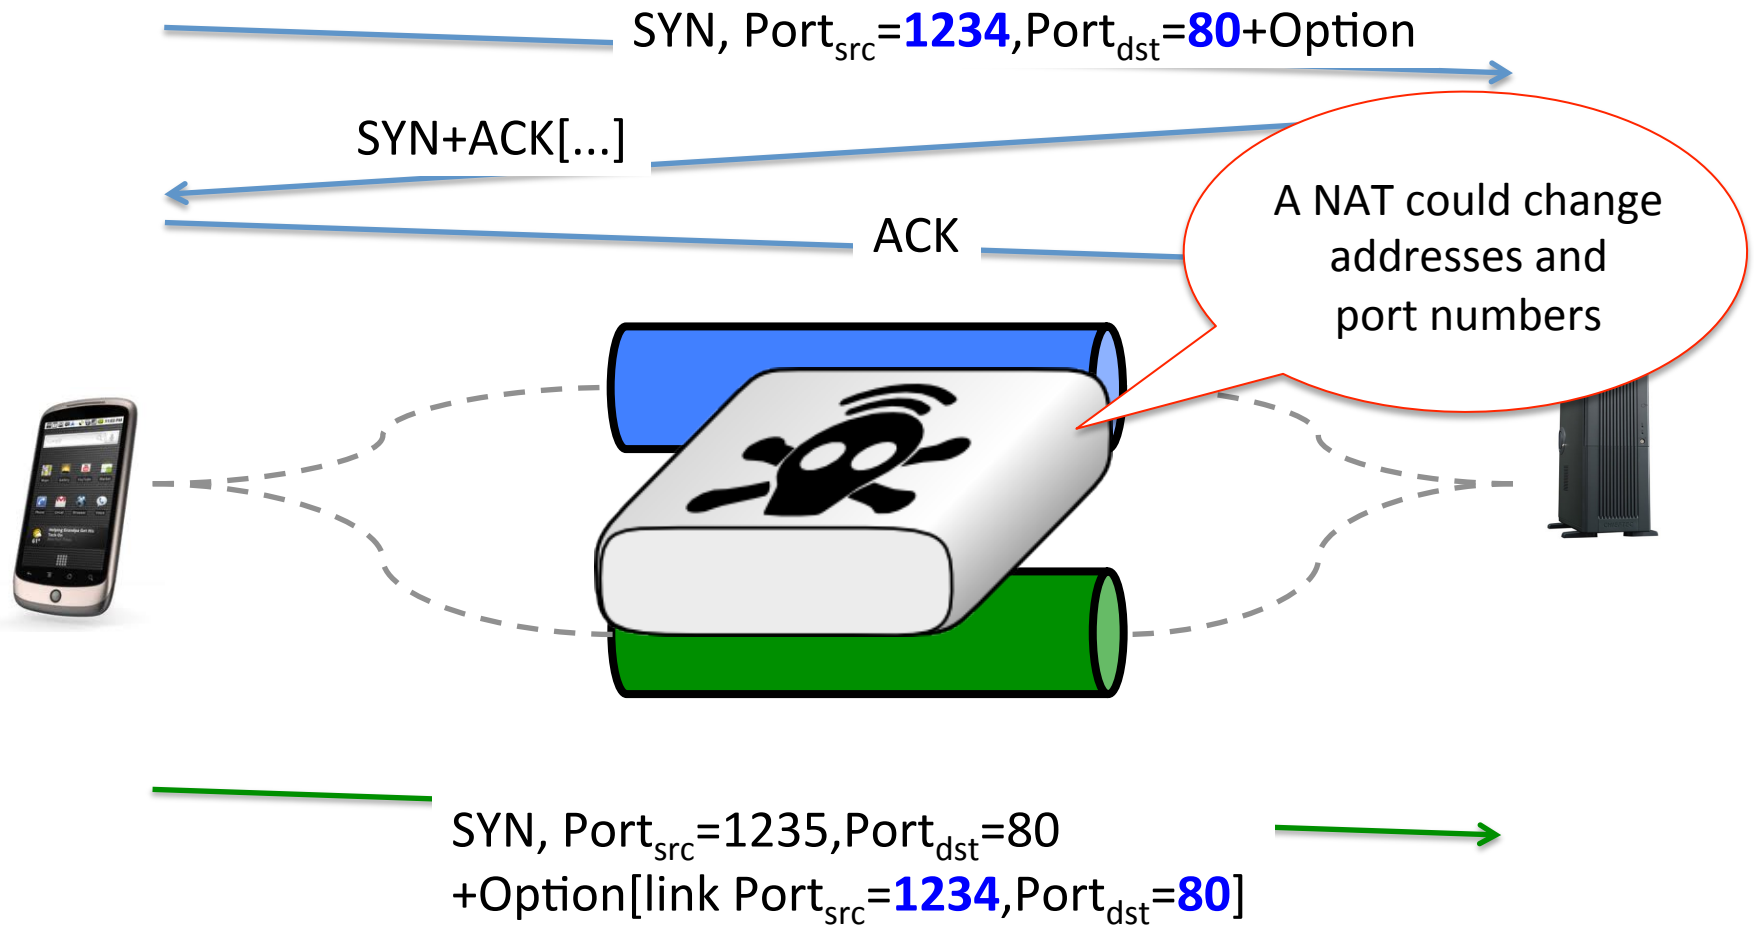 SYN, Portsrc=1234,Portdst=80+Option
SYN+ACK[...]
ACK
A NAT could change
addresses and
port numbers
SYN, Portsrc=1235,Portdst=80
+Option[link Portsrc=1234,Portdst=80]